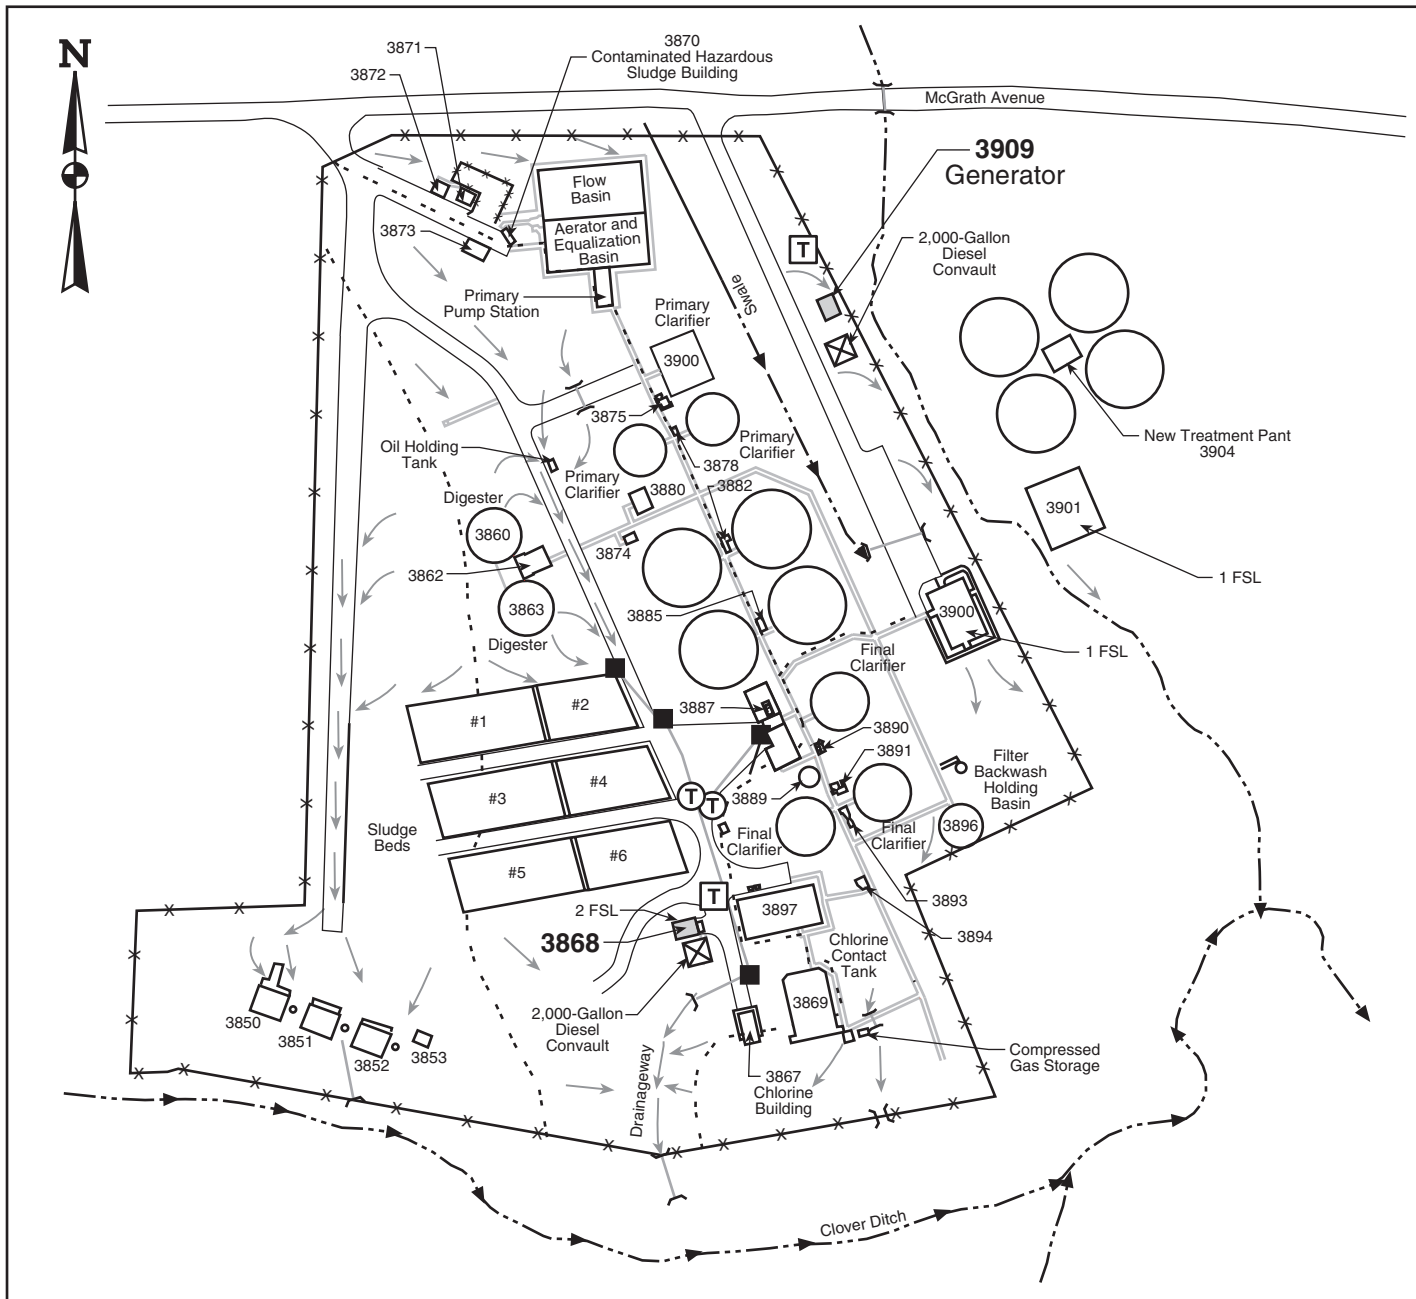 N
3871
3872
3870
Contaminated Hazardous
Sludge Building
McGrath Avenue
3909
Generator
Flow
Basin
Aerator and
Equalization
Basin
3873
T
2,000-Gallon
Diesel
Convault
Swale
Primary
Pump Station
Primary
Clarifier
3900
3875
Oil Holding
Tank
Primary
Clarifier
3878
Primary
Clarifier
New Treatment Pant
3904
3880
3882
Digester
3860
3901
3874
3862
1 FSL
3863
3885
3900
Digester
1 FSL
Final
Clarifier
#1
#2
3887
3890
3891
#3
#4
Filter
Backwash
Holding
Basin
T
T
3889
Sludge
Beds
Final
Clarifier
Final
Clarifier
3896
#5
#6
T
3893
2 FSL
3897
3868
3894
Chlorine
Contact
Tank
3850
3851
3852
3853
2,000-Gallon
Diesel
Convault
3869
Compressed
Gas Storage
3867
Chlorine
Building
Drainageway
Clover Ditch